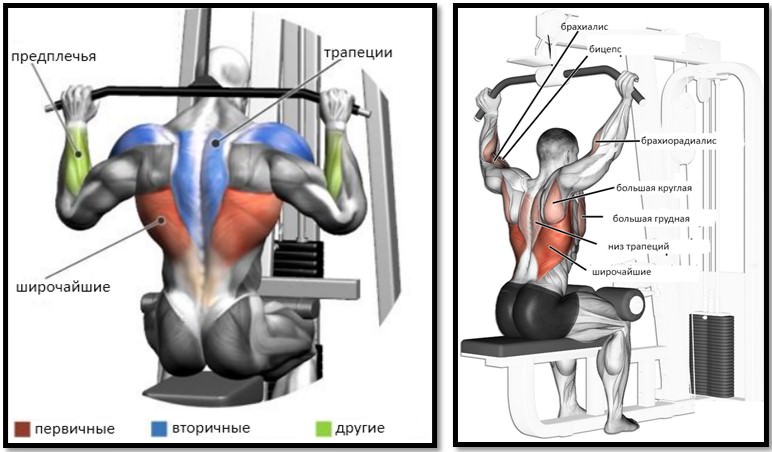 предплечья
трапеции
широчайшие
первичные
вторичные
другие
брахиалис
бицепс
брахиорадиалис
большая круглая
большая грудная
низ трапеций
широчайшие